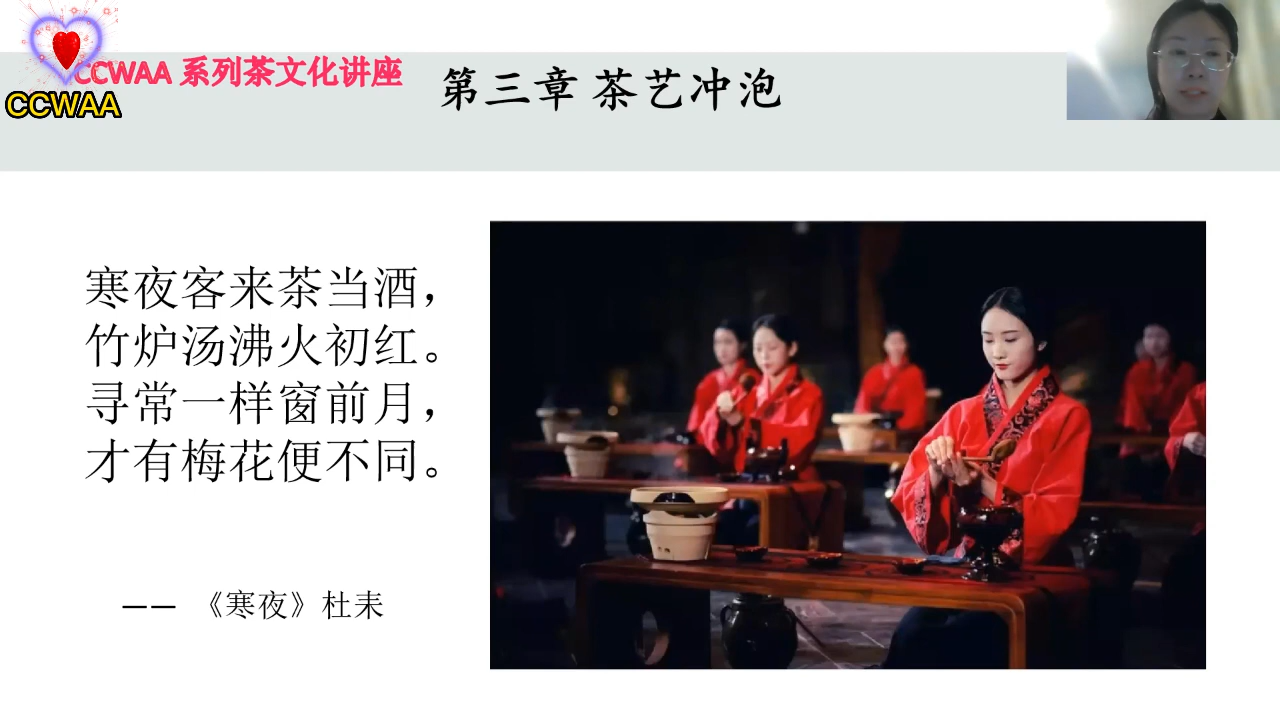 CCWAA 系列茶文化讲座
CCWAA
第三章 茶艺冲泡
寒夜客来茶当酒，
竹炉汤沸火初红。
寻常一样窗前月，
才有梅花便不同。
—— 《寒夜》杜耒